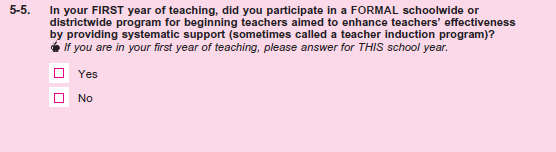 5-5. In your FIRST year of teaching, did you participate in a FORMAL schoolwide or
districtwide program for beginning teachers aimed to enhance teachers' effectiveness
by providing systematic support (sometimes called a teacher induction program)?
If you are in your first year of teaching, please answer for THIS school year.
Yes
No